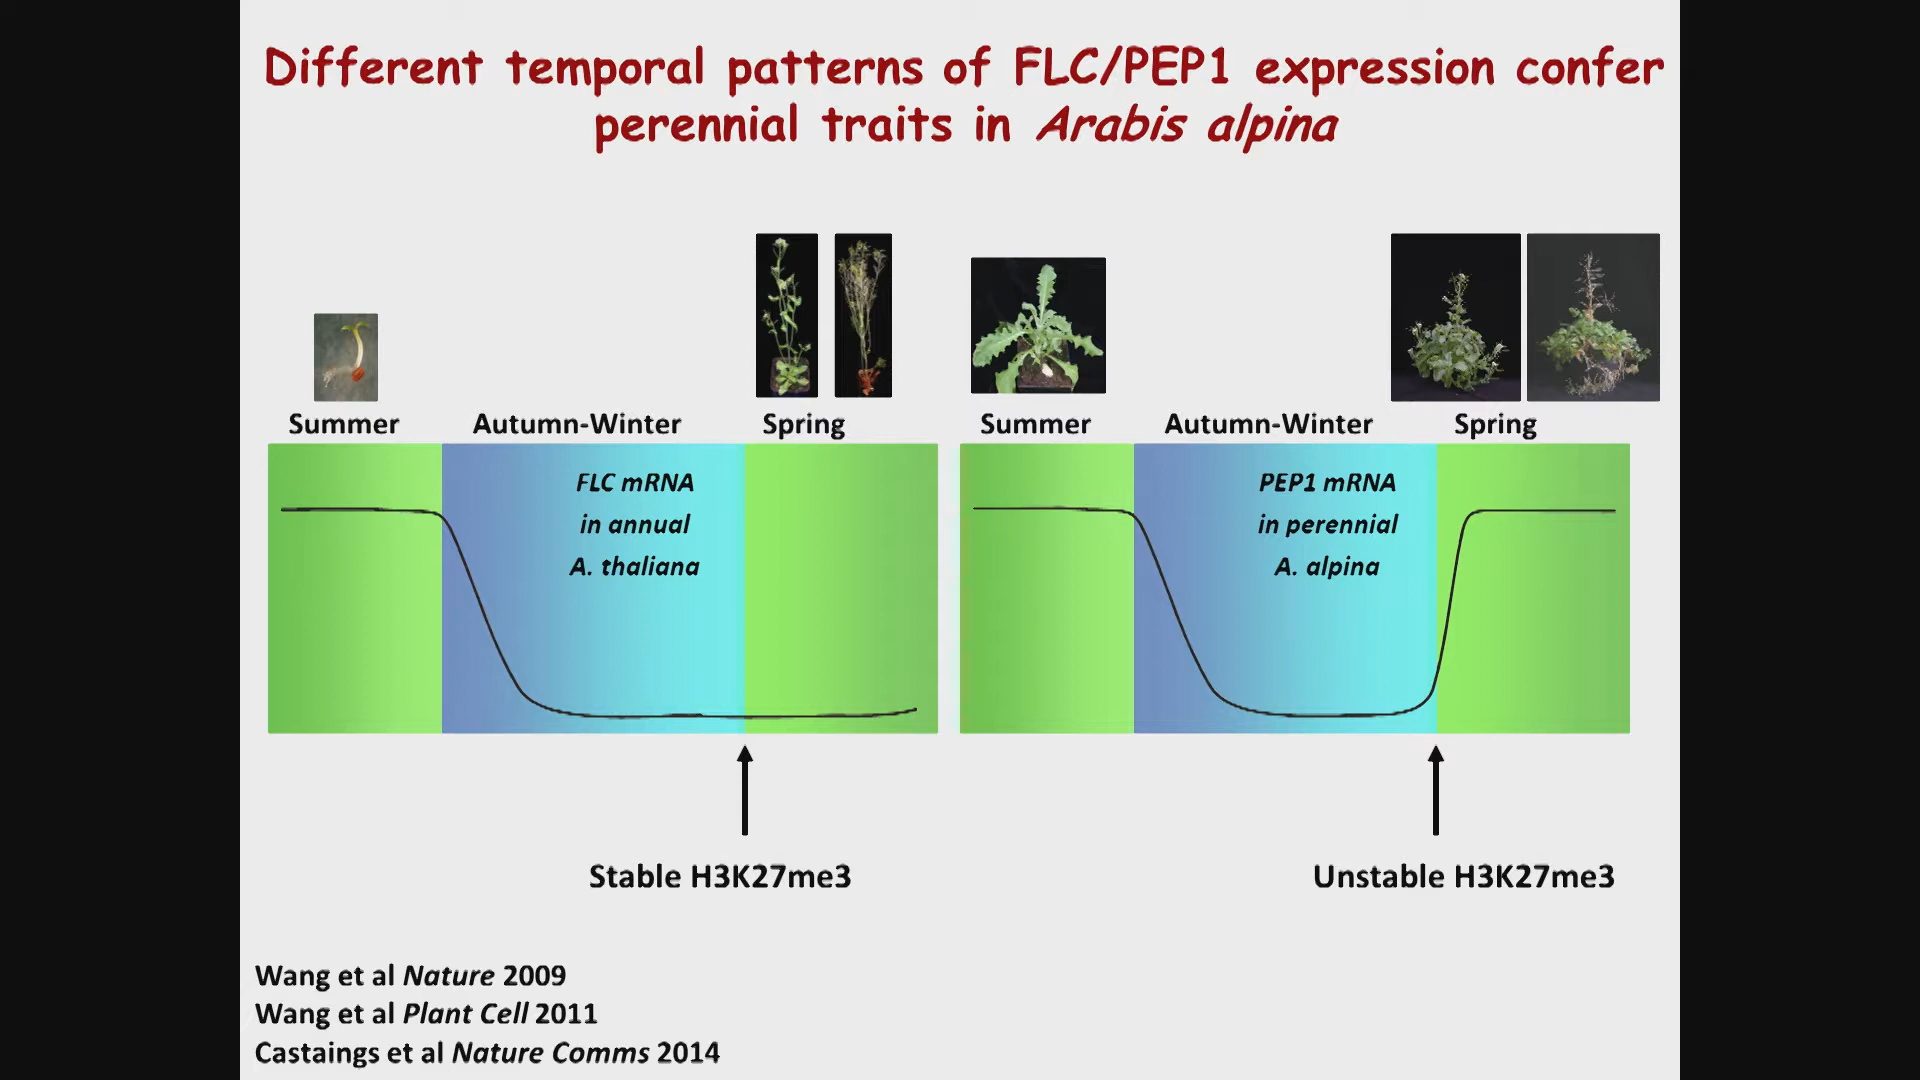 Different temporal patterns of FLC/PEP1 expression confer
perennial traits in Arabis alpina
Summer
Autumn-Winter
Spring
FLC mRNA
in annual
A. thaliana
Stable H3K27me3
Summer
Autumn-Winter
Spring
PEP1 mRNA
in perennial
A. alpina
Unstable H3K27me3
Wang et al Nature 2009
Wang et al Plant Cell 2011
Castaings et al Nature Comms 2014